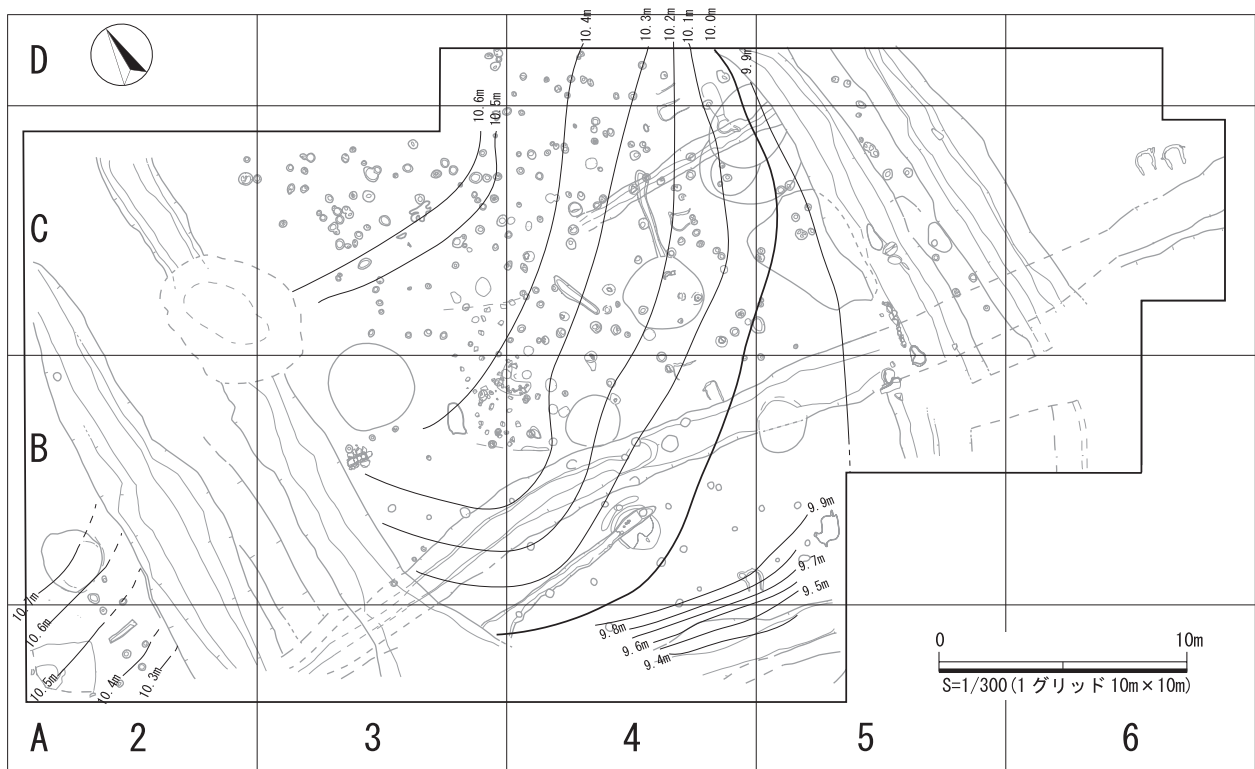 D
10.4m
10.3m
10.2m
10.1m
10.0m
9.9m
10.6m
10.5m
C
B
10.7m
10.6m
10.5m
10.4m
10.3m
9.9m
9.7m
9.5m
9.8m
9.6m
9.4m
0 10m
S=1/300(1グリッド10m×10m)
A 2 3 4 5 6